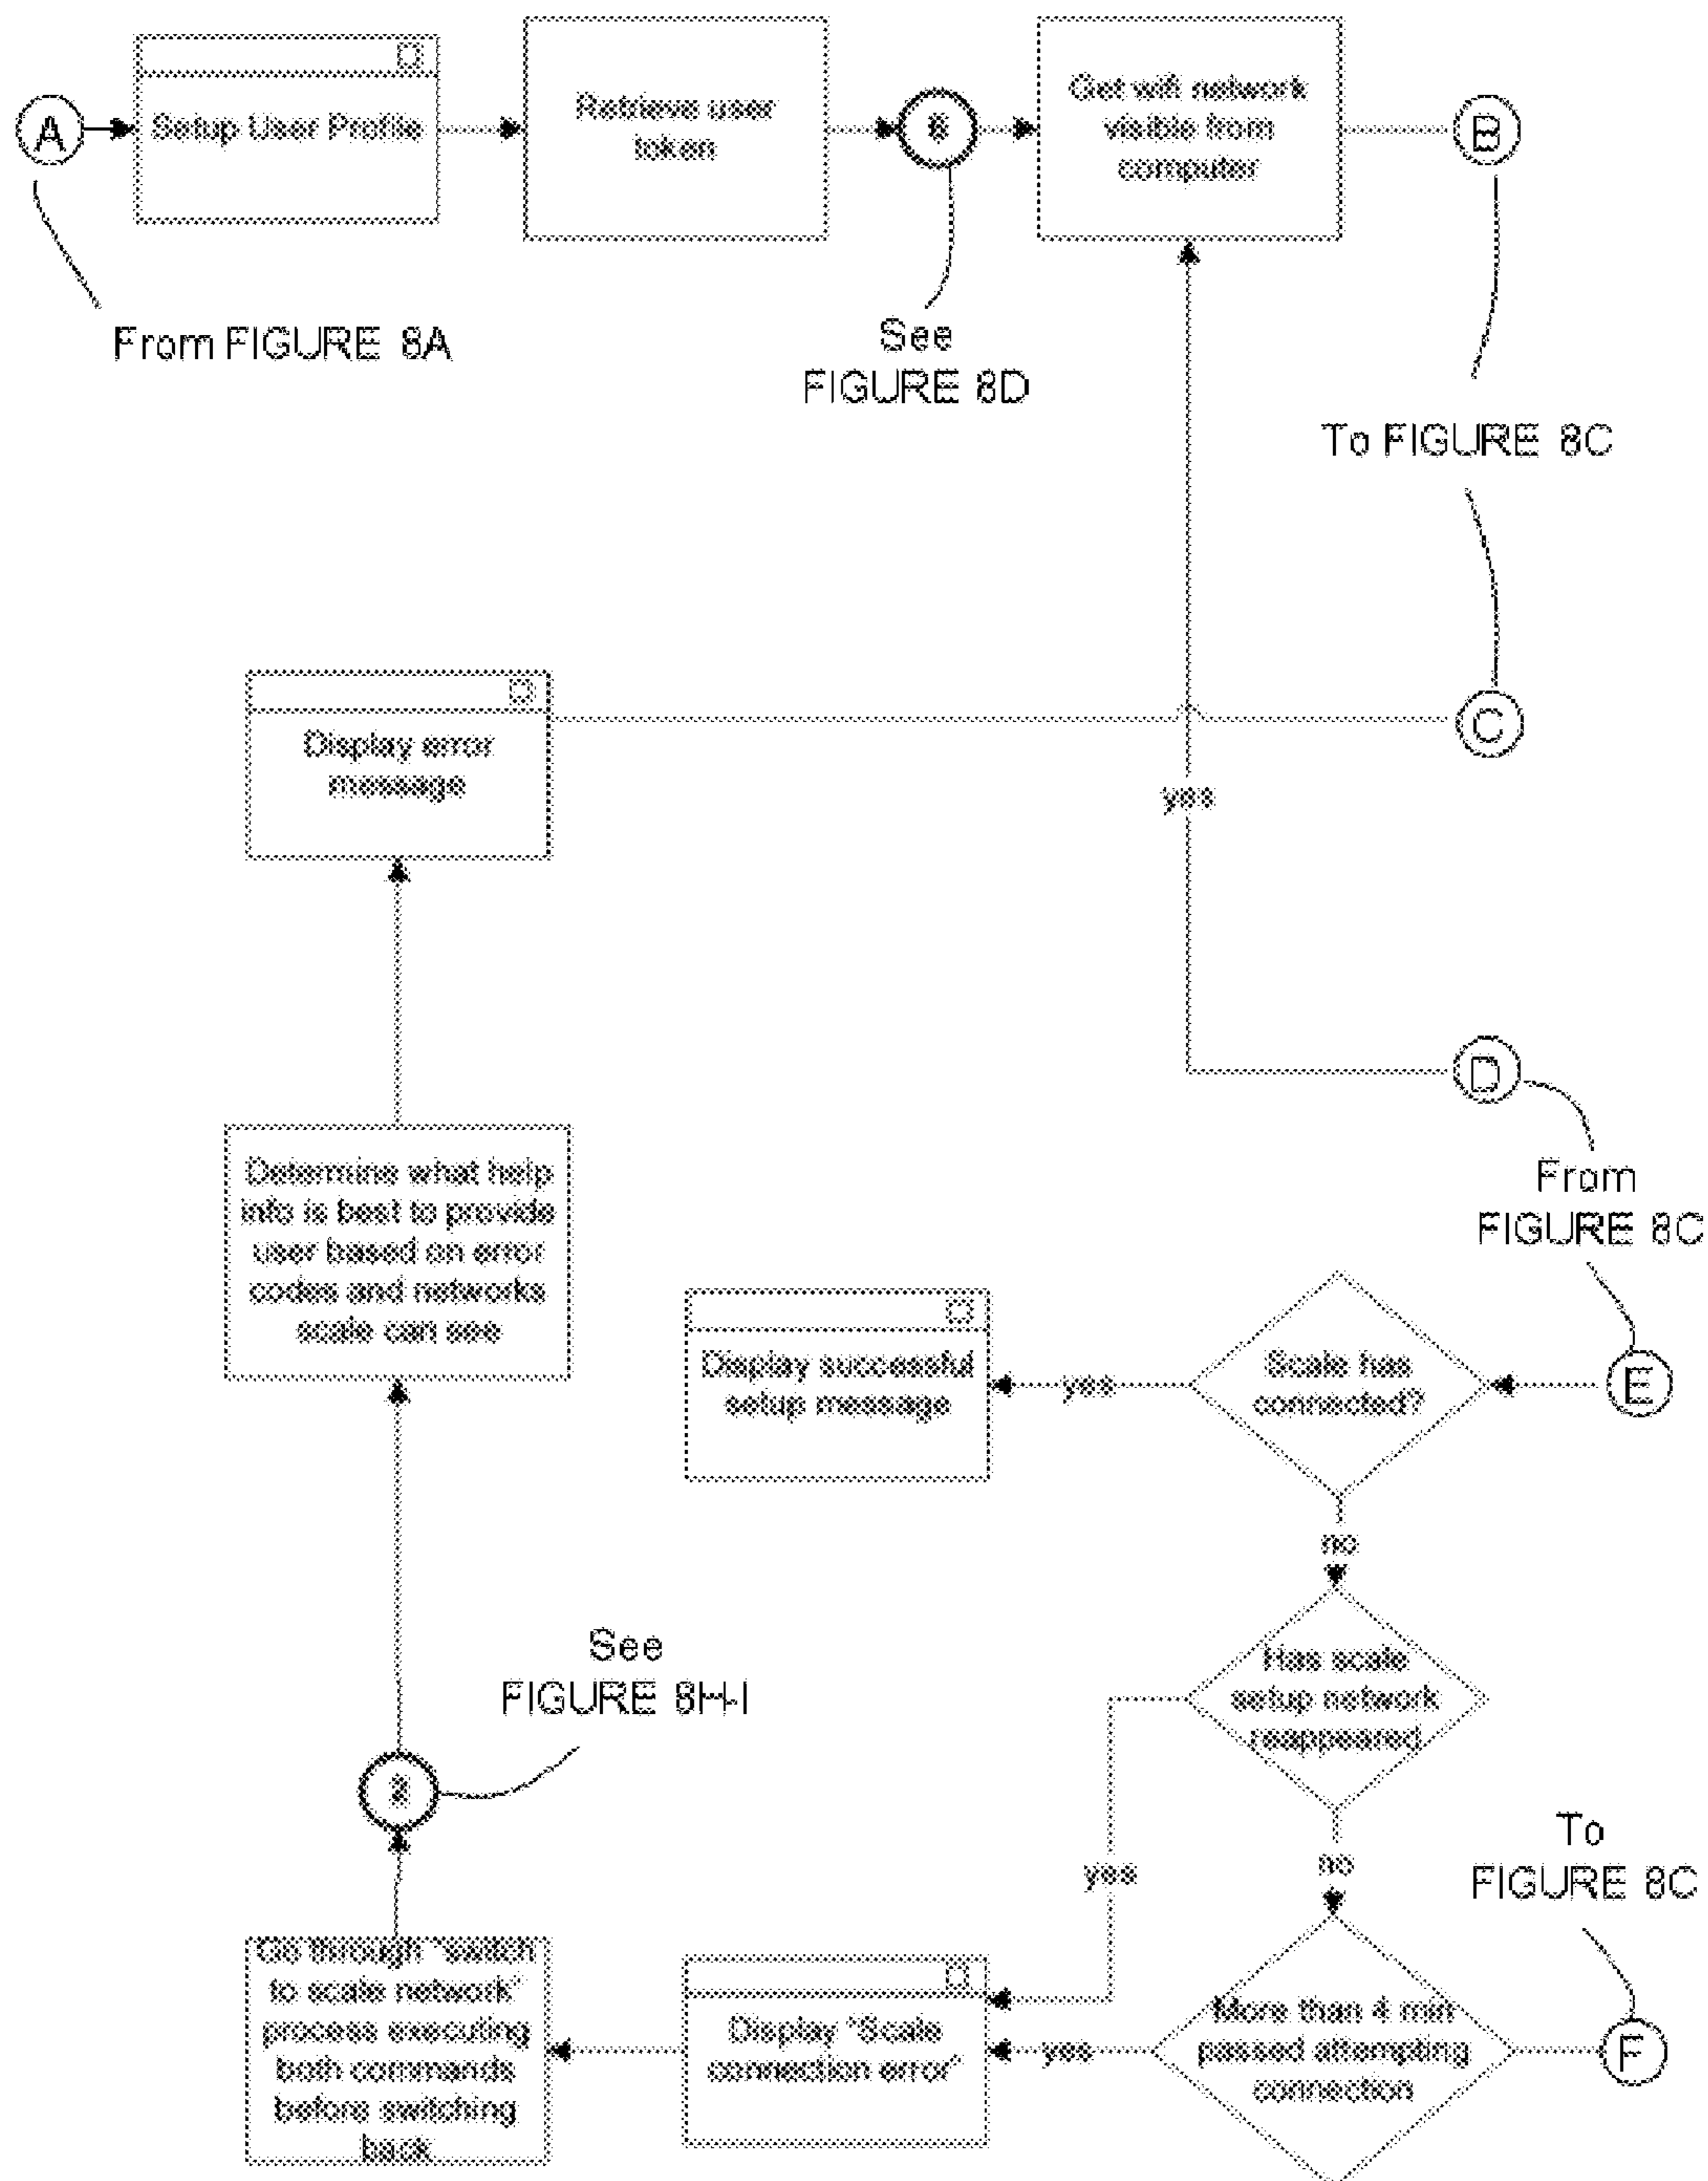 A
Setup User Profile
Retrieve user
token
6
Get wifi network
visible from
computer
B
From FIGURE 8A
See
FIGURE 8D
To FIGURE 8C
Display error
message
C
yes
D
From
FIGURE 8C
Determine what help
info is best to provide
user based on error
codes and networks
scale can see
Display successful
setup message
yes
Scale has
connected?
E
no
Has scale
setup network
reappeared
See
FIGURE 8H-I
2
yes
no
To
FIGURE 8C
Go through "switch
to scale network"
process executing
both commands
before switching
back
Display "Scale
connection error"
yes
More than 4 min
passed attempting
connection
F